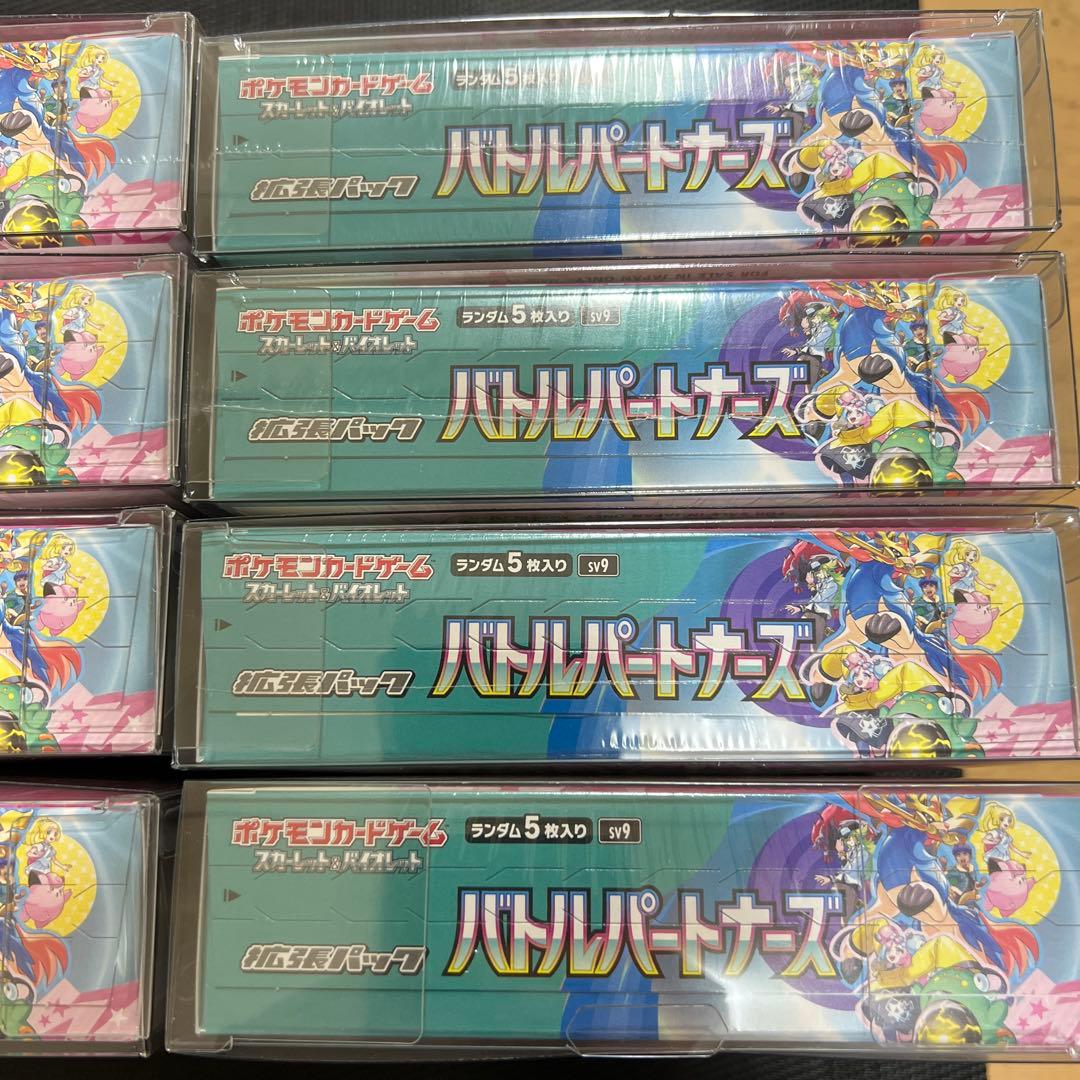 ポケモンカードゲーム
スカーレット&バイオレット
ランダム5枚入り
バトルパートナーズ
拡張パック
FOR SALE IN JAPAN ONLY
ポケモンカードゲーム
スカーレット&バイオレット
ランダム5枚入り SV9
バトルパートナーズ
拡張パック
ポケモンカードゲーム
スカーレット&バイオレット
ランダム5枚入り SV9
バトルパートナーズ
拡張パック
ポケモンカードゲーム
スカーレット&バイオレット
ランダム5枚入り SV9
バトルパートナーズ
拡張パック